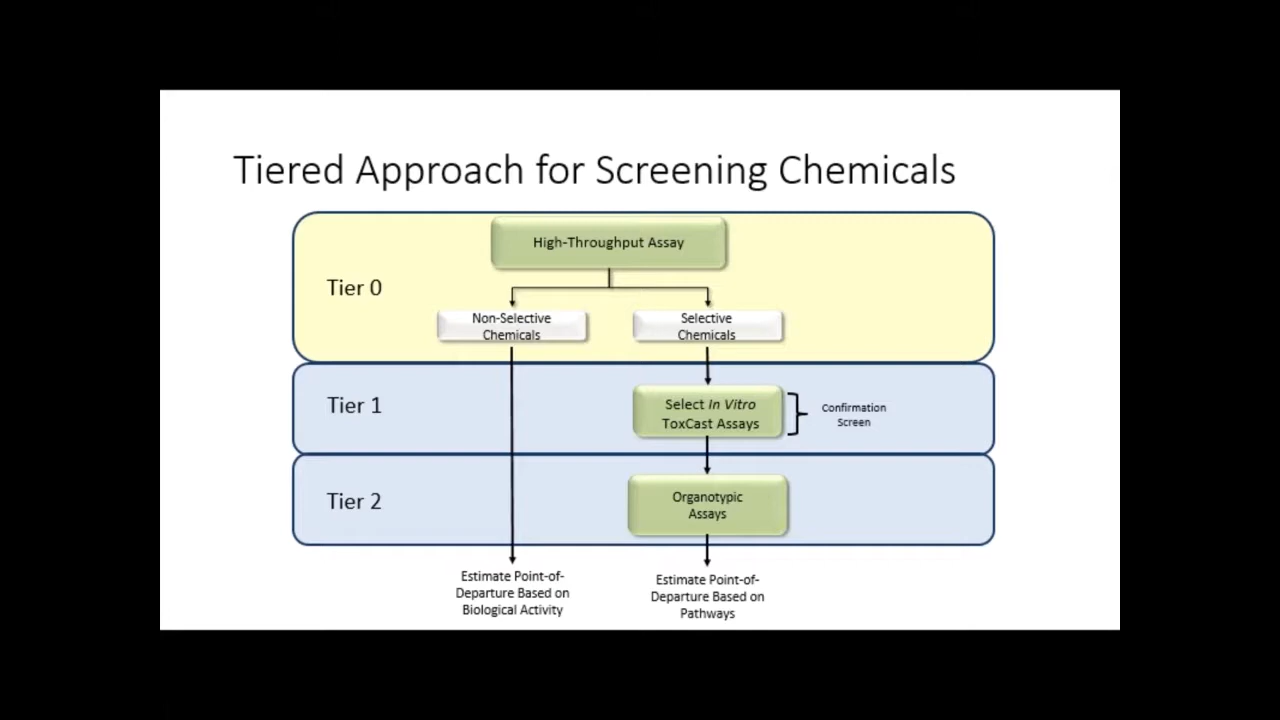 Tiered Approach for Screening Chemicals
High-Throughput Assay
Tier 0
Non-Selective
Chemicals
Selective
Chemicals
Tier 1
Select In Vitro
ToxCast Assays
Confirmation
Screen
Tier 2
Organotypic
Assays
Estimate Point-of-
Departure Based on
Biological Activity
Estimate Point-of-
Departure Based on
Pathways